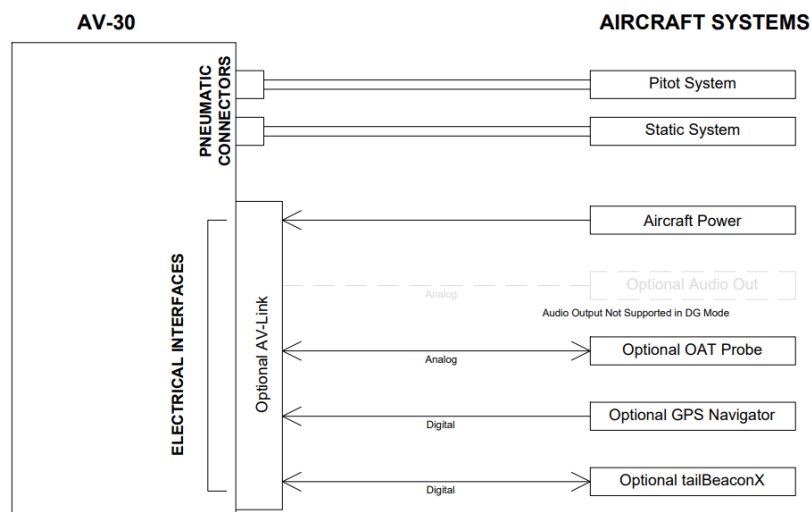 AV-30
AIRCRAFT SYSTEMS
PNEUMATIC
CONNECTORS
Pitot System
Static System
ELECTRICAL INTERFACES
Optional AV-Link
Aircraft Power
Analog
Optional Audio Out
Audio Output Not Supported in DG Mode
Analog
Optional OAT Probe
Digital
Optional GPS Navigator
Digital
Optional tailBeaconX